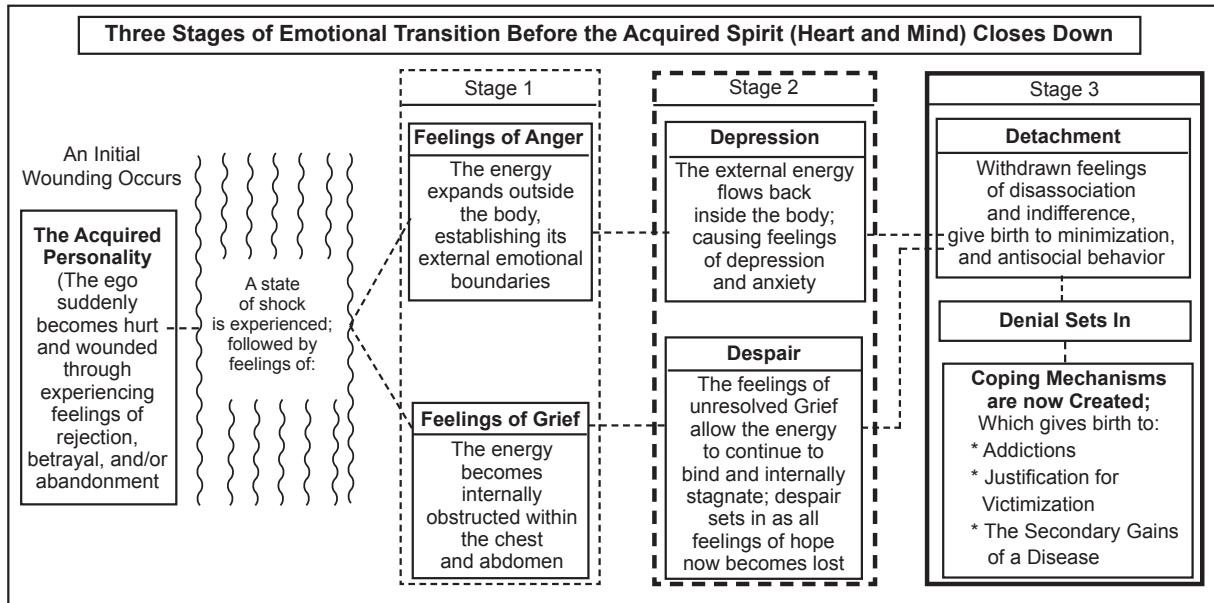 Three Stages of Emotional Transition Before the Acquired Spirit (Heart and Mind) Closes Down
An Initial
Wounding Occurs
The Acquired
Personality
(The ego
suddenly
becomes hurt
and wounded
through
experiencing
feelings of
rejection,
betrayal, and/or
abandonment
A state
of shock
is experienced;
followed by
feelings of:
Stage 1
Feelings of Anger
The energy
expands outside
the body,
establishing its
external emotional
boundaries
Feelings of Grief
The energy
becomes
internally
obstructed within
the chest
and abdomen
Stage 2
Depression
The external energy
flows back
inside the body;
causing feelings
of depression
and anxiety
Despair
The feelings of
unresolved Grief
allow the energy
to continue to
bind and internally
stagnate; despair
sets in as all
feelings of hope
now becomes lost
Stage 3
Detachment
Withdrawn feelings
of disassociation
and indifference,
give birth to minimization,
and antisocial behavior
Denial Sets In
Coping Mechanisms
are now Created;
Which gives birth to:
* Addictions
* Justification for
Victimization
* The Secondary Gains
of a Disease